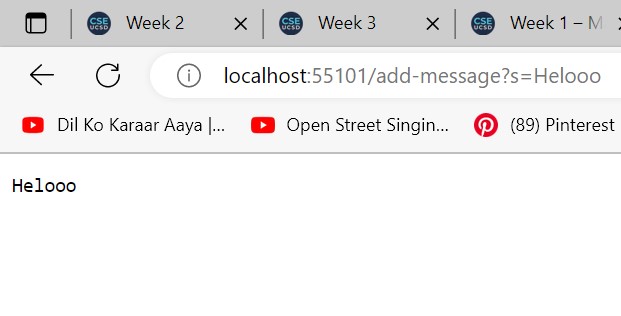 CSE UCSD Week 2 CSE UCSD Week 3 CSE UCSD Week 1 – M
localhost:55101/add-message?s=Helooo
Dil Ko Karaar Aaya |... Open Street Singin... (89) Pinterest
Helooo